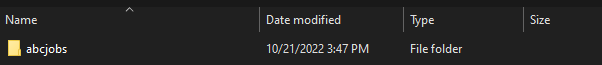 Name Date modified Type Size
abcjobs 10/21/2022 3:47 PM File folder